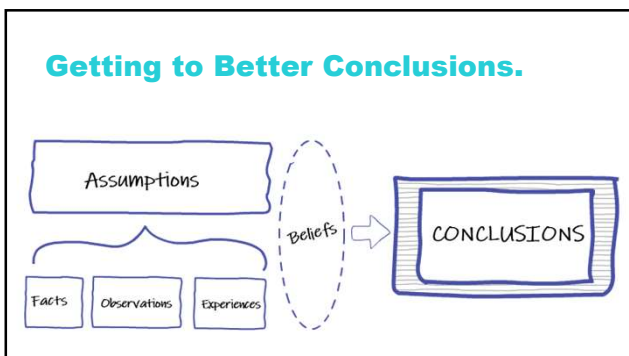 Getting to Better Conclusions.
Assumptions
Beliefs
CONCLUSIONS
Facts
Observations
Experiences